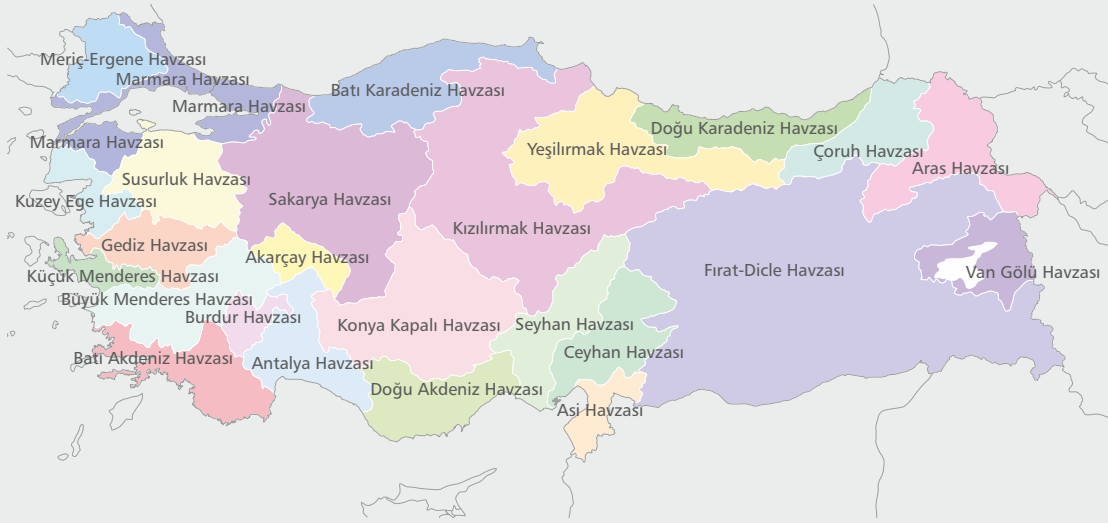 Meriç-Ergene Havzası
Marmara Havzası
Batı Karadeniz Havzası
Marmara Havzası
Doğu Karadeniz Havzası
Marmara Havzası
Yeşilırmak Havzası
Çoruh Havzası
Aras Havzası
Susurluk Havzası
Kuzey Ege Havzası
Sakarya Havzası
Kızılırmak Havzası
Gediz Havzası
Akarçay Havzası
Fırat-Dicle Havzası
Van Gölü Havzası
Küçük Menderes Havzası
Büyük Menderes Havzası
Burdur Havzası
Konya Kapalı Havzası
Seyhan Havzası
Ceyhan Havzası
Batı Akdeniz Havzası
Antalya Havzası
Doğu Akdeniz Havzası
Asi Havzası